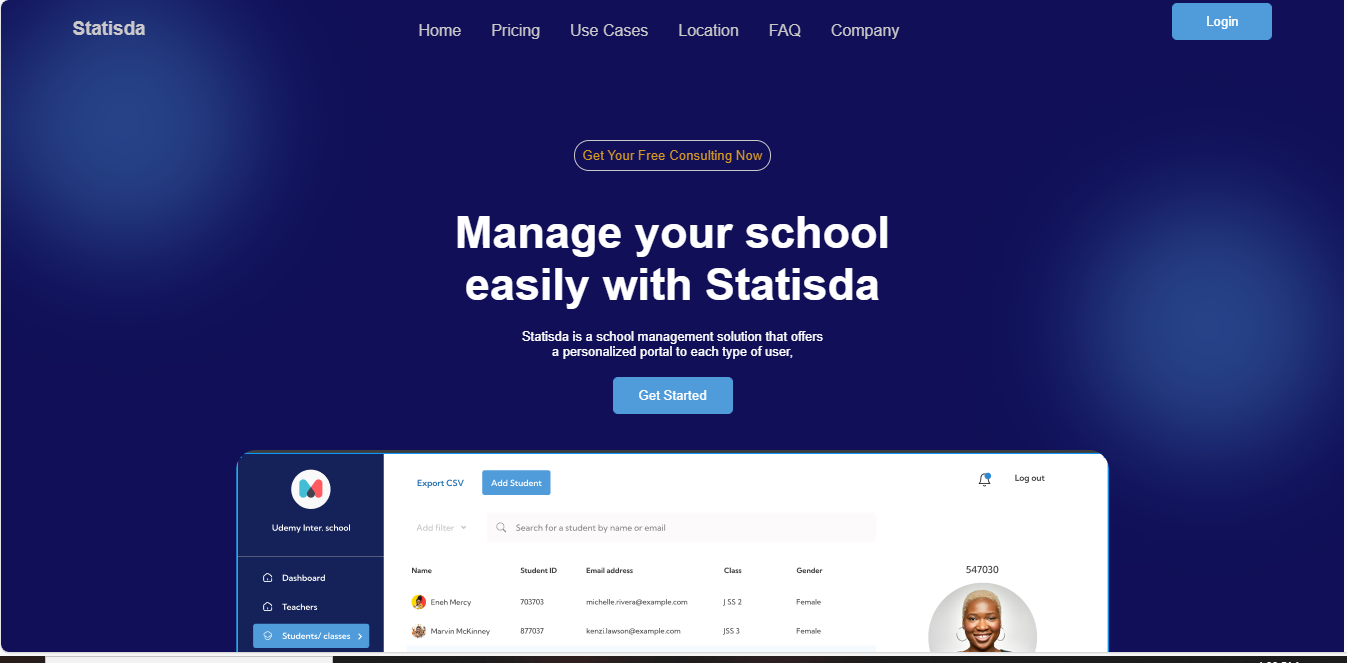 Statisda
Home Pricing Use Cases Location FAQ Company
Login
Get Your Free Consulting Now
Manage your school
easily with Statisda
Statisda is a school management solution that offers
a personalized portal to each type of user,
Get Started
Udemy Inter. school
Dashboard
Teachers
Students/ classes
Export CSV
Add Student
Log out
Add filter
Search for a student by name or email
Name Student ID Email address Class Gender
Eneh Mercy 703703 michelle.rivera@example.com J SS 2 Female
Marvin McKinney 877037 kenzi.lawson@example.com JSS 3 Female
547030